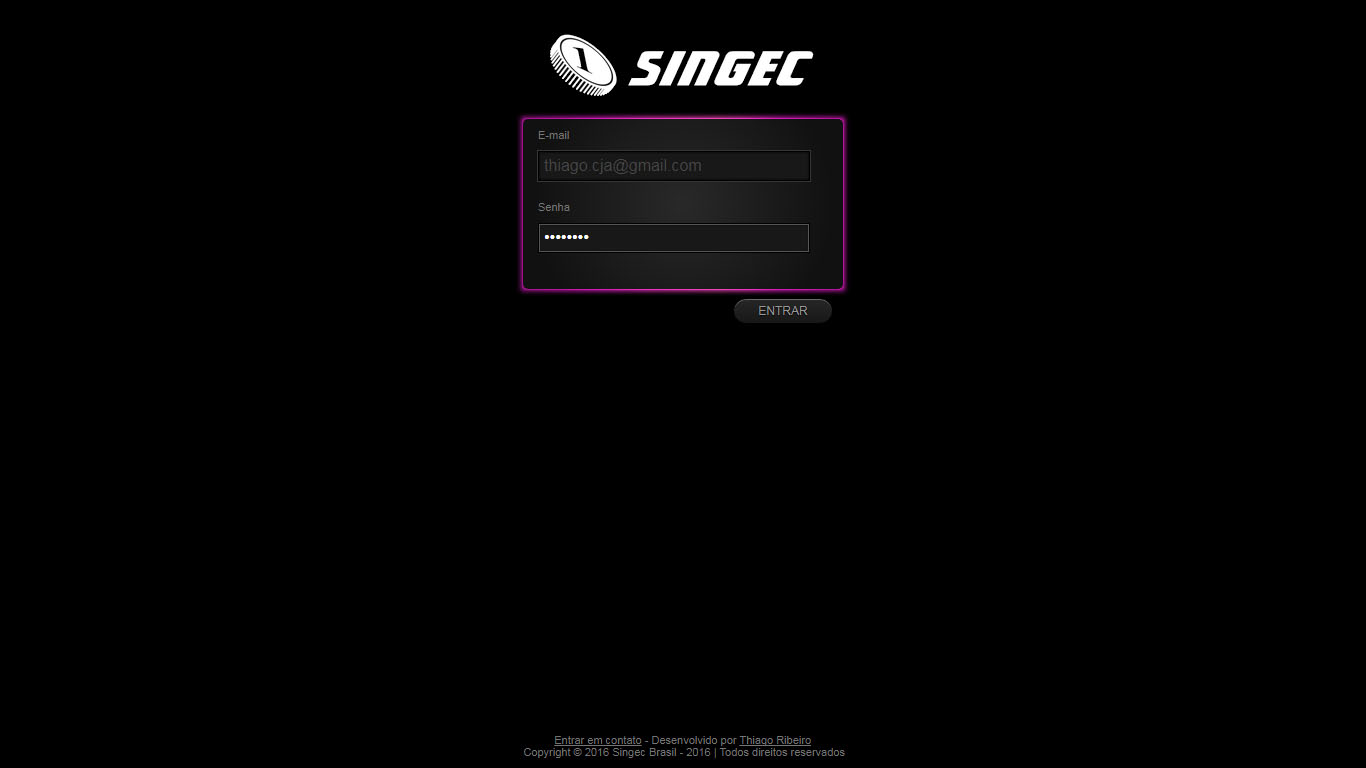 1 SINGEC
E-mail
thiago.cja@gmail.com
Senha
••••••••
ENTRAR
Entrar em contato - Desenvolvido por Thiago Ribeiro
Copyright © 2016 Singec Brasil - 2016 | Todos direitos reservados